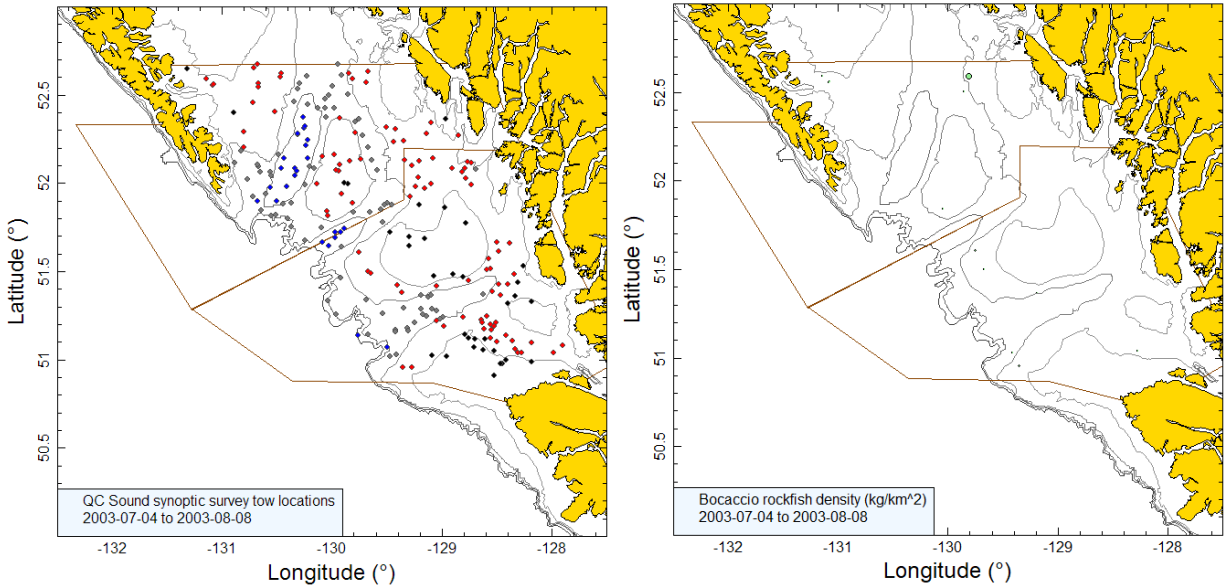 52.5
52
51.5
51
50.5
Latitude (°)
QC Sound synoptic survey tow locations
2003-07-04 to 2003-08-08
-132
-131
-130
-129
-128
Longitude (°)
52.5
52
51.5
51
50.5
Latitude (°)
Bocaccio rockfish density (kg/km^2)
2003-07-04 to 2003-08-08
-132
-131
-130
-129
-128
Longitude (°)